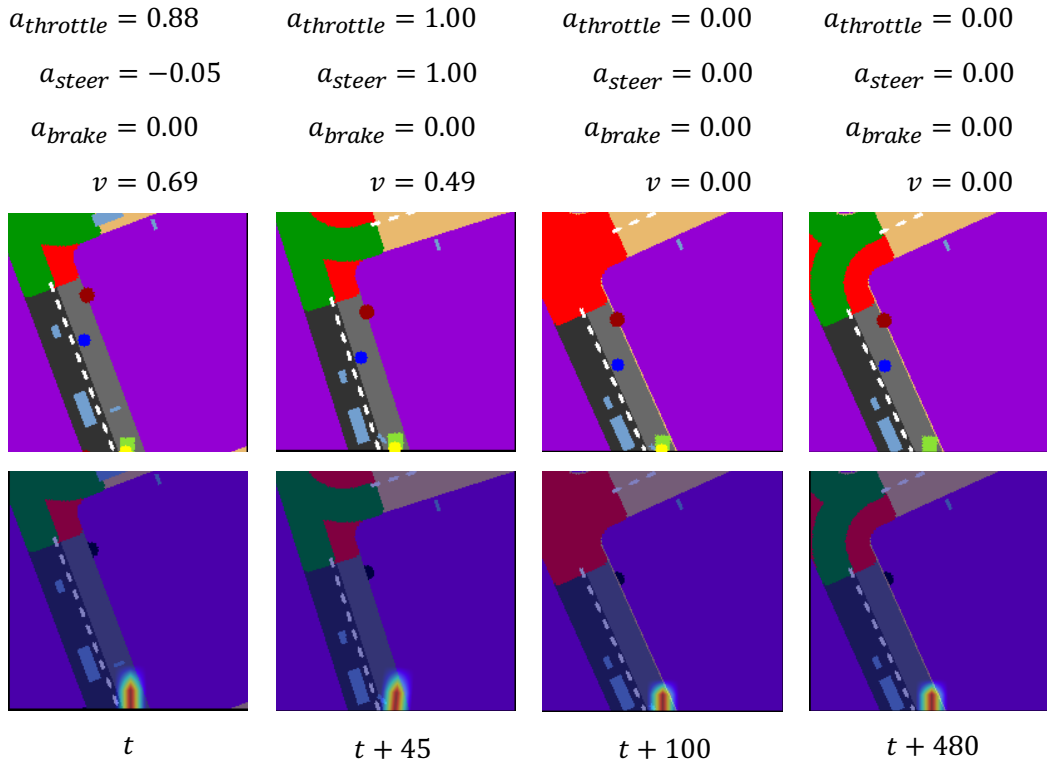 a_throttle = 0.88 a_throttle = 1.00 a_throttle = 0.00 a_throttle = 0.00
a_steer = −0.05 a_steer = 1.00 a_steer = 0.00 a_steer = 0.00
a_brake = 0.00 a_brake = 0.00 a_brake = 0.00 a_brake = 0.00
v = 0.69 v = 0.49 v = 0.00 v = 0.00
t t + 45 t + 100 t + 480